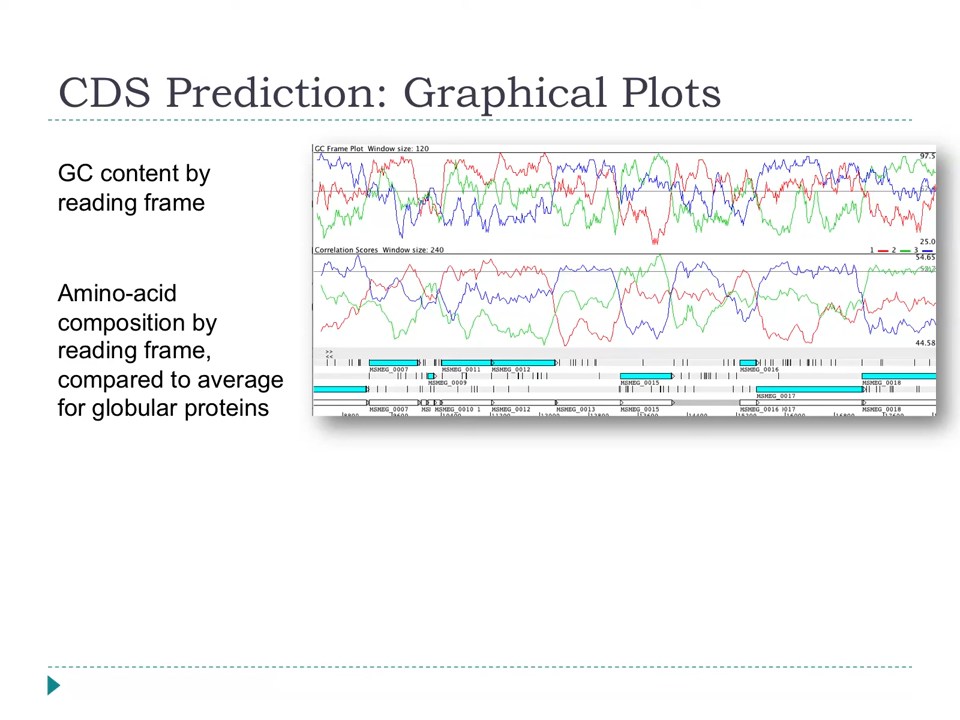 CDS Prediction: Graphical Plots
GC content by
reading frame
Amino-acid
composition by
reading frame,
compared to average
for globular proteins
GC Frame Plot Window size: 120
97.5
25.0
Correlation Scores Window size: 240
1 2 3
54.65
44.58
>>
<<
MSMEG_0007 MSMEG_0011 MSMEG_0012 MSMEG_0016
MSMEG_0009 MSMEG_0015 MSMEG_0018
MSMEG_0017
MSMEG_0007 MSMEG_0010 MSMEG_0012 MSMEG_0013 MSMEG_0015 MSMEG_0016 MSMEG_0018